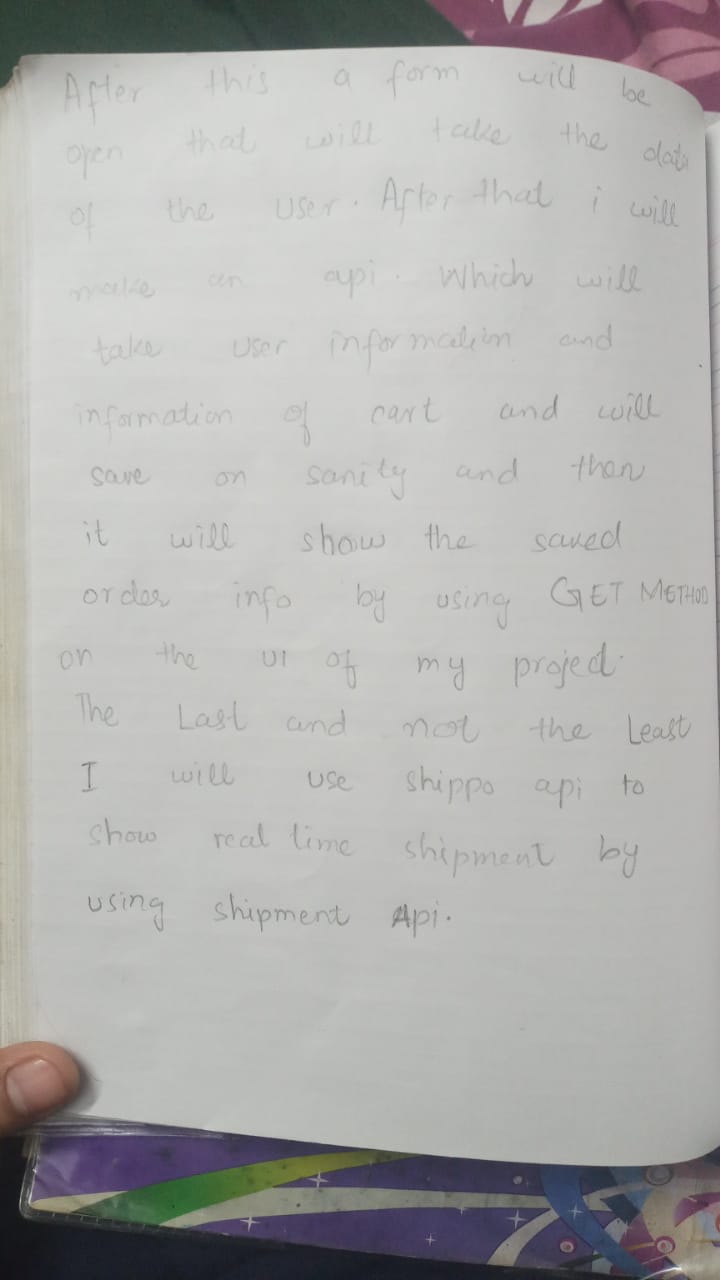 After this a form will be
open that will take the data
of the user. After that i will
make an api. Which will
take user information and
information of cart and will
save on sanity and then
it will show the saved
order info by using GET METHOD
on the UI of my project.
The Last and not the Least
I will use shippo api to
show real time shipment by
using shipment Api.